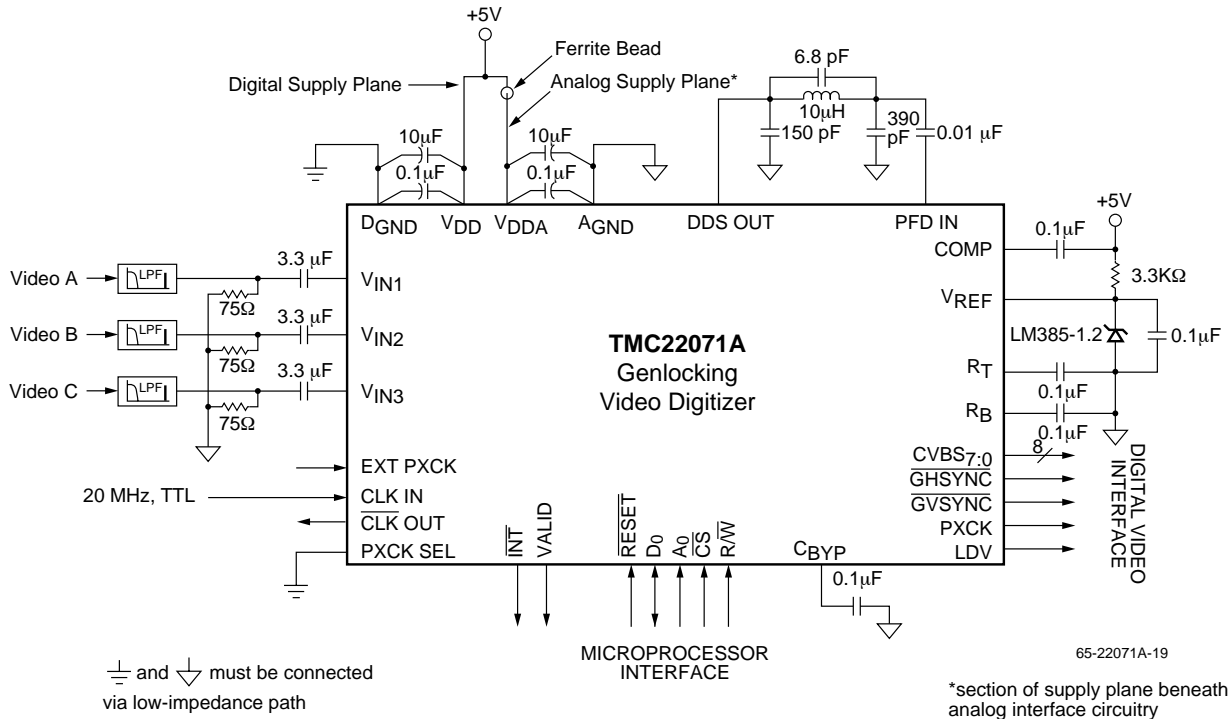 +5V
Ferrite Bead
Digital Supply Plane
Analog Supply Plane*
6.8 pF
10μH
150 pF
390 pF
0.01 μF
10μF
0.1μF
10μF
0.1μF
DGND
VDD
VDDA
AGND
DDS OUT
PFD IN
+5V
COMP
0.1μF
3.3KΩ
VREF
LM385-1.2
0.1μF
RT
0.1μF
RB
0.1μF
Video A
LPF
75Ω
3.3 μF
VIN1
Video B
LPF
75Ω
3.3 μF
VIN2
Video C
LPF
75Ω
3.3 μF
VIN3
TMC22071A
Genlocking
Video Digitizer
EXT PXCK
20 MHz, TTL
CLK IN
CLK OUT
PXCK SEL
8
CVBS7:0
GHSYNC
GVSYNC
PXCK
LDV
DIGITAL VIDEO
INTERFACE
INT
VALID
RESET
D0
A0
CS
R/W
CBYP
0.1μF
MICROPROCESSOR
INTERFACE
and must be connected
via low-impedance path
65-22071A-19
*section of supply plane beneath
analog interface circuitry